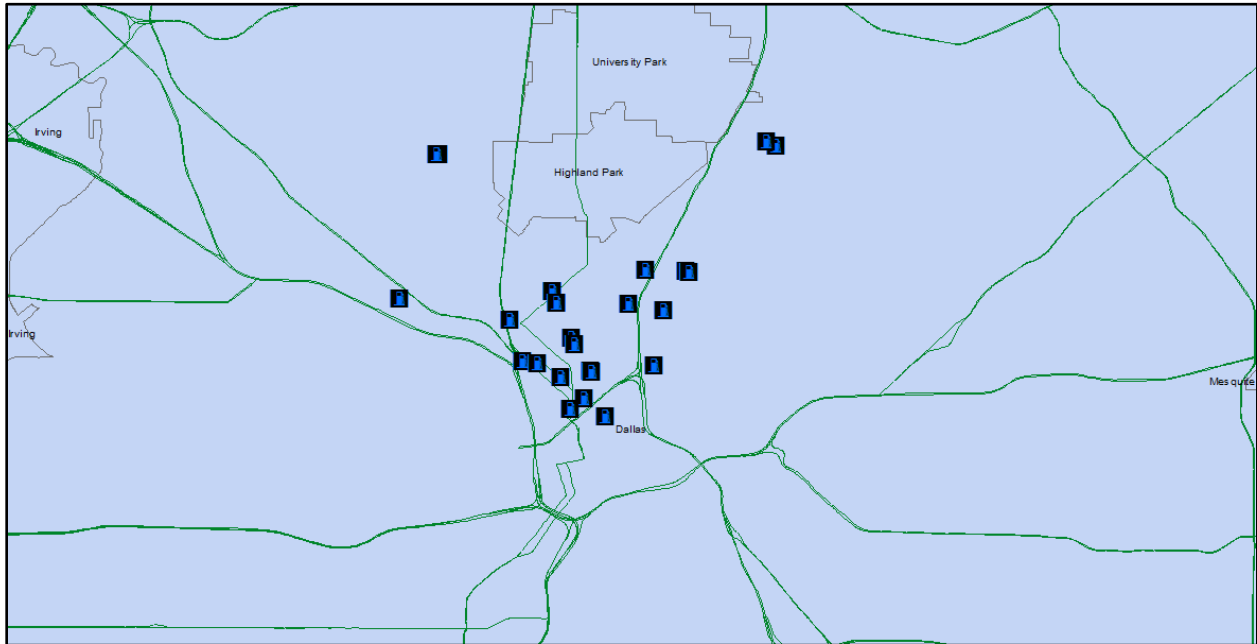 University Park
Irving
Highland Park
Irving
Mesquite
Dallas